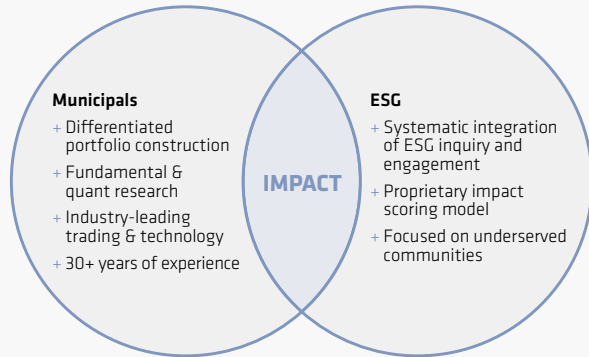 Municipals
+ Differentiated
portfolio construction
+ Fundamental &
quant research
+ Industry-leading
trading & technology
+ 30+ years of experience
IMPACT
ESG
+ Systematic integration
of ESG inquiry and
engagement
+ Proprietary impact
scoring model
+ Focused on underserved
communities